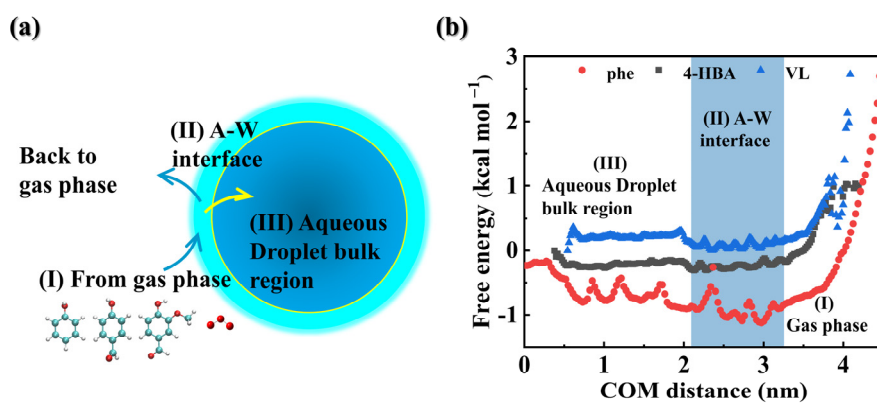 (a)
(II) A-W
interface
Back to
gas phase
(III) Aqueous
Droplet bulk
region
(I) From gas phase
(b)
Free energy (kcal mol ⁻¹)
3
2
1
0
-1
phe 4-HBA VL
(II) A-W
interface
(III)
Aqueous Droplet
bulk region
(I)
Gas phase
0 1 2 3 4
COM distance (nm)